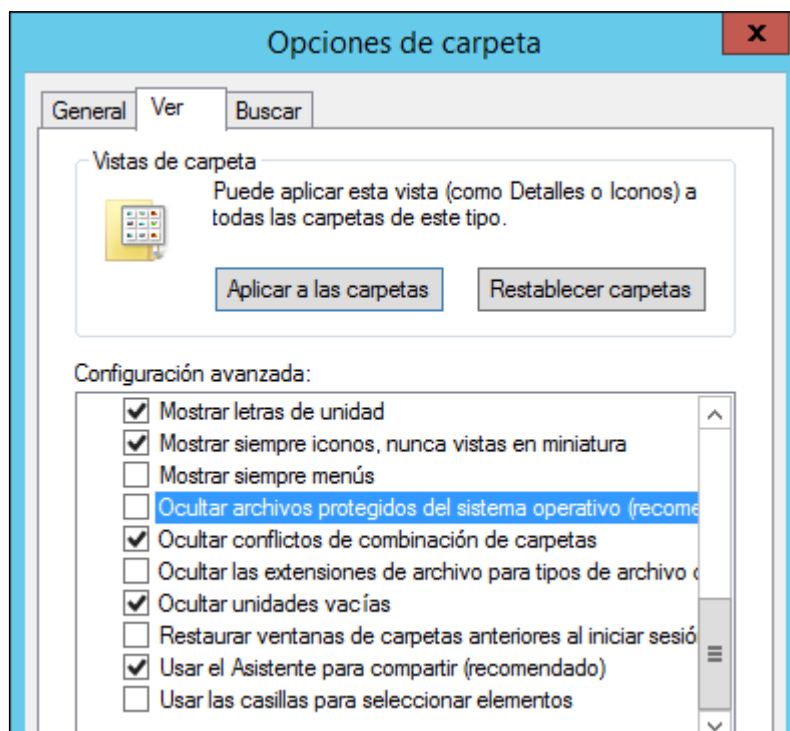 Opciones de carpeta
General Ver Buscar
Vistas de carpeta
Puede aplicar esta vista (como Detalles o Iconos) a
todas las carpetas de este tipo.
Aplicar a las carpetas Restablecer carpetas
Configuración avanzada:
Mostrar letras de unidad
Mostrar siempre iconos, nunca vistas en miniatura
Mostrar siempre menús
Ocultar archivos protegidos del sistema operativo (recome
Ocultar conflictos de combinación de carpetas
Ocultar las extensiones de archivo para tipos de archivo
Ocultar unidades vacías
Restaurar ventanas de carpetas anteriores al iniciar sesió
Usar el Asistente para compartir (recomendado)
Usar las casillas para seleccionar elementos